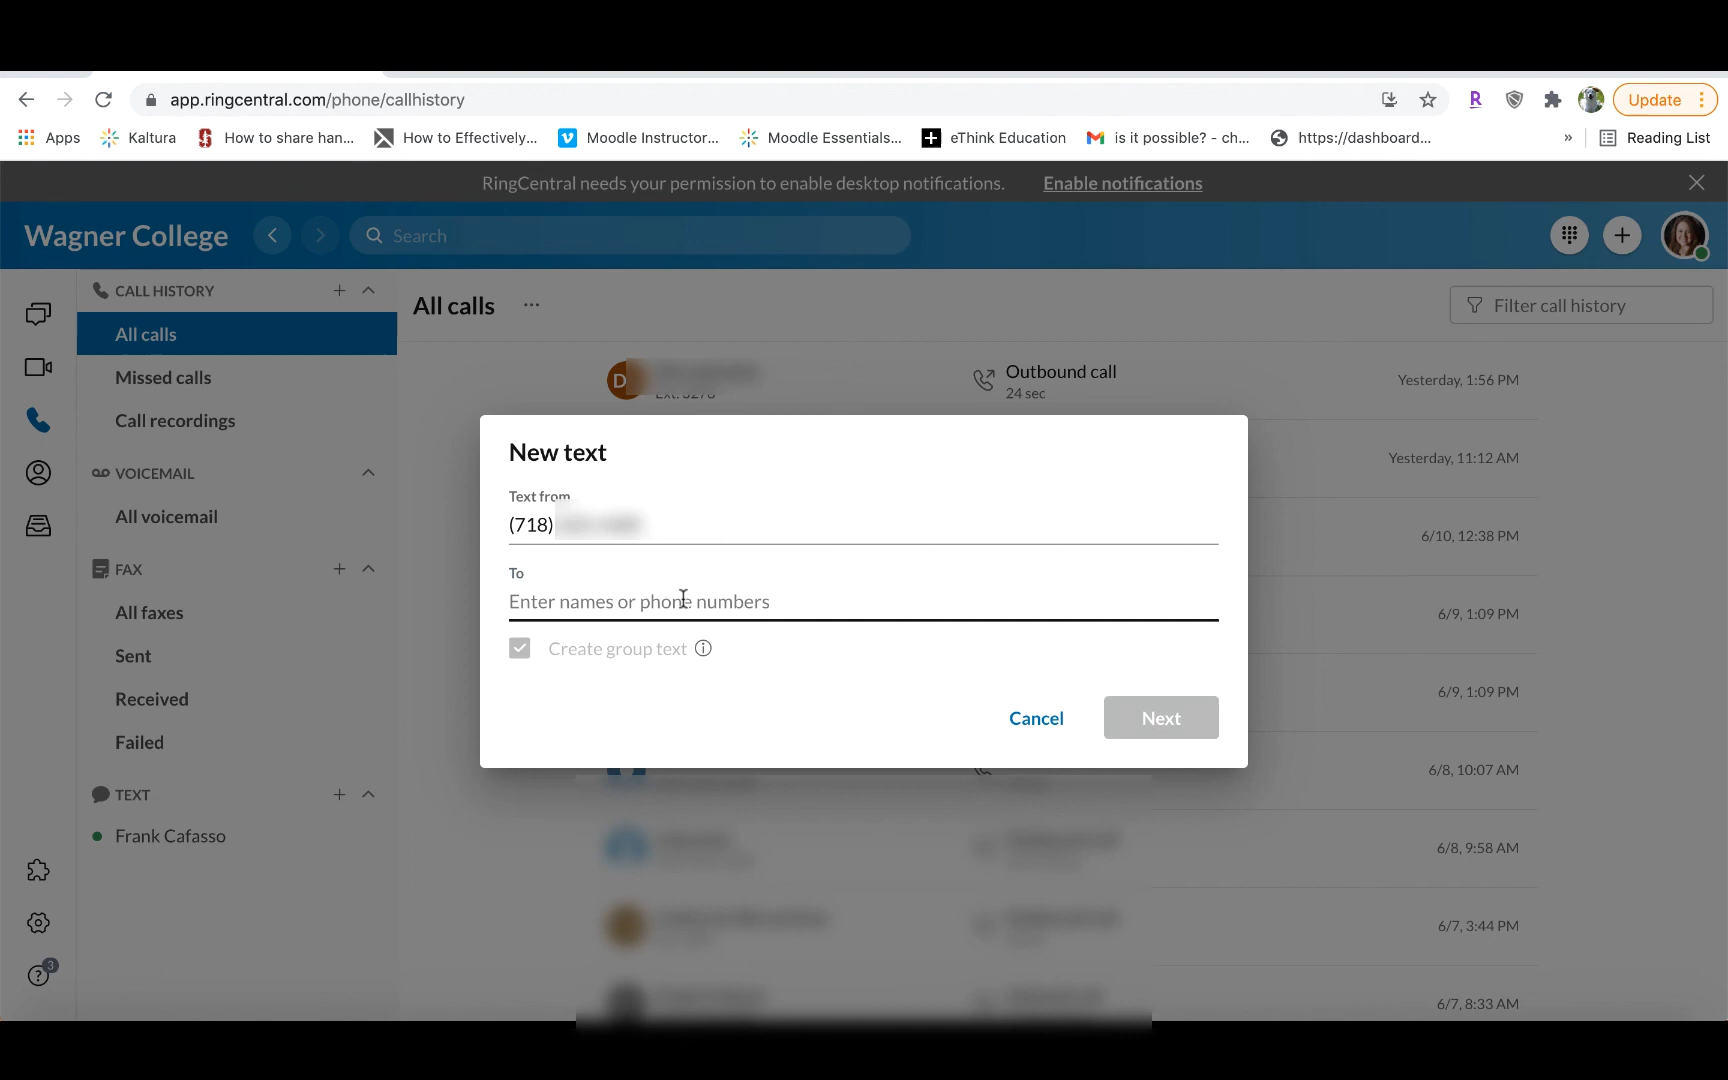 app.ringcentral.com/phone/callhistory
Update
Apps
Kaltura
How to share han...
How to Effectively...
Moodle Instructor...
Moodle Essentials...
eThink Education
is it possible? - ch...
https://dashboard...
»
Reading List
RingCentral needs your permission to enable desktop notifications.
Enable notifications
Wagner College
Search
CALL HISTORY
All calls
Missed calls
Call recordings
VOICEMAIL
All voicemail
FAX
All faxes
Sent
Received
Failed
TEXT
Frank Cafasso
3
All calls
Filter call history
D
Outbound call
24 sec
Yesterday, 1:56 PM
Yesterday, 11:12 AM
6/10, 12:38 PM
6/9, 1:09 PM
6/9, 1:09 PM
6/8, 10:07 AM
6/8, 9:58 AM
6/7, 3:44 PM
6/7, 8:33 AM
New text
Text from
(718)
To
Enter names or phone numbers
Create group text
Cancel
Next